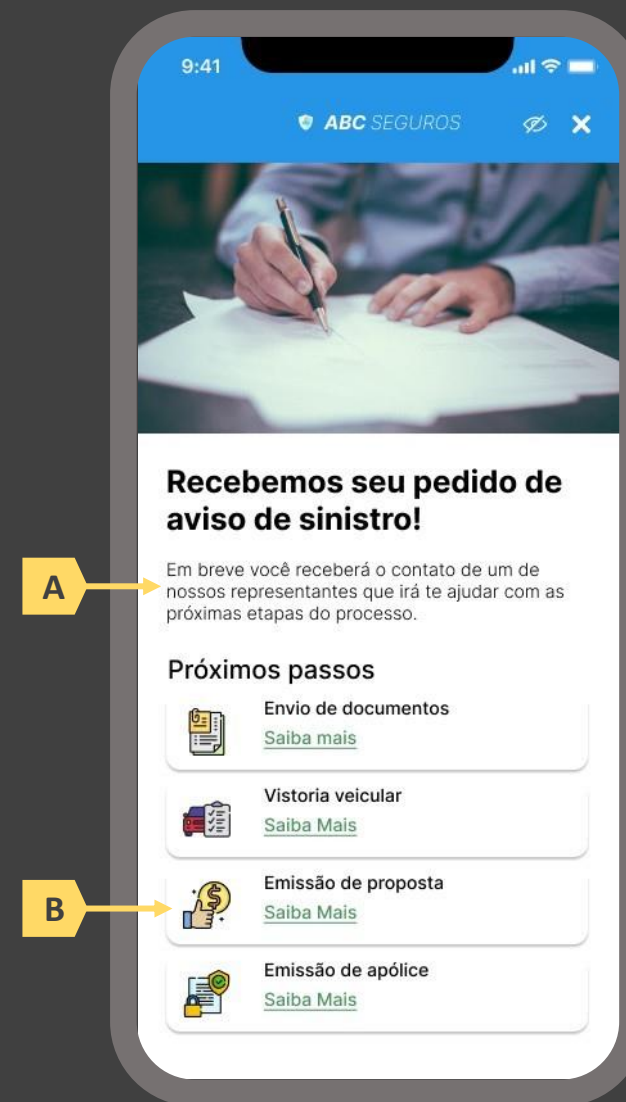 9:41
ABC SEGUROS
Recebemos seu pedido de
aviso de sinistro!
A
Em breve você receberá o contato de um de
nossos representantes que irá te ajudar com as
próximas etapas do processo.
Próximos passos
Envio de documentos
Saiba mais
Vistoria veicular
Saiba Mais
B
Emissão de proposta
Saiba Mais
Emissão de apólice
Saiba Mais